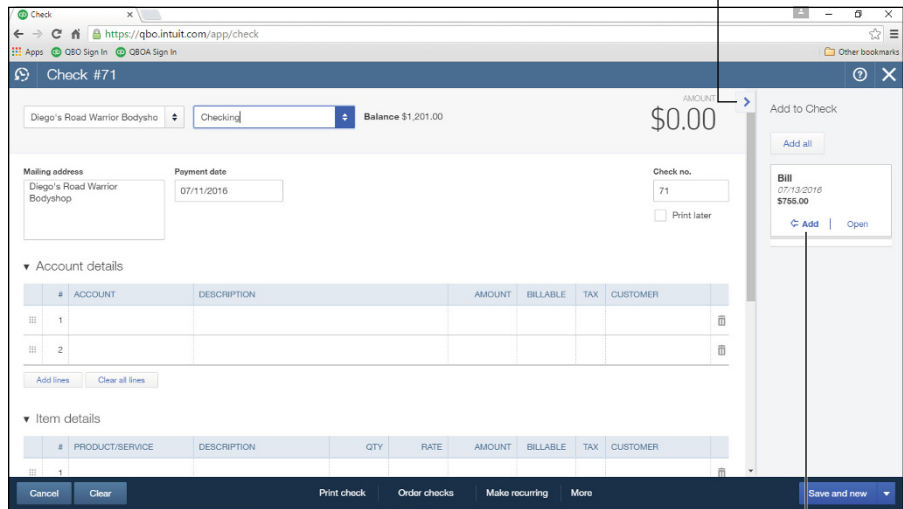 Check
https://qbo.intuit.com/app/check
Apps QBO Sign In QBOA Sign In Other bookmarks
Check #71
Diego's Road Warrior Bodysho Checking Balance $1,201.00
AMOUNT
$0.00
Mailing address Payment date Check no.
Diego's Road Warrior 07/11/2016 71
Bodyshop
Print later
Account details
# ACCOUNT DESCRIPTION AMOUNT BILLABLE TAX CUSTOMER
1
2
Add lines Clear all lines
Item details
# PRODUCT/SERVICE DESCRIPTION QTY RATE AMOUNT BILLABLE TAX CUSTOMER
1
Add to Check
Add all
Bill
07/13/2016
$755.00
Add Open
Cancel Clear Print check Order checks Make recurring More Save and new